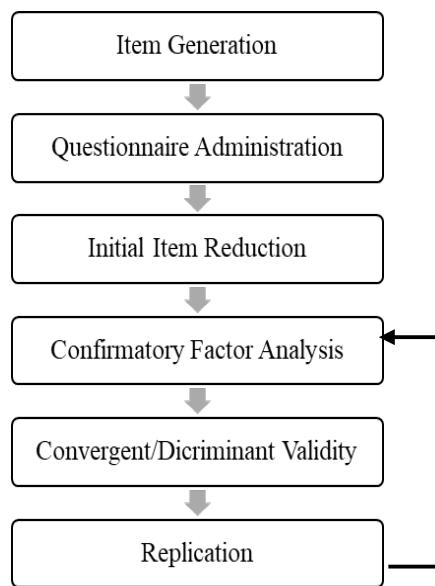 Item Generation
Questionnaire Administration
Initial Item Reduction
Confirmatory Factor Analysis
Convergent/Dicriminant Validity
Replication